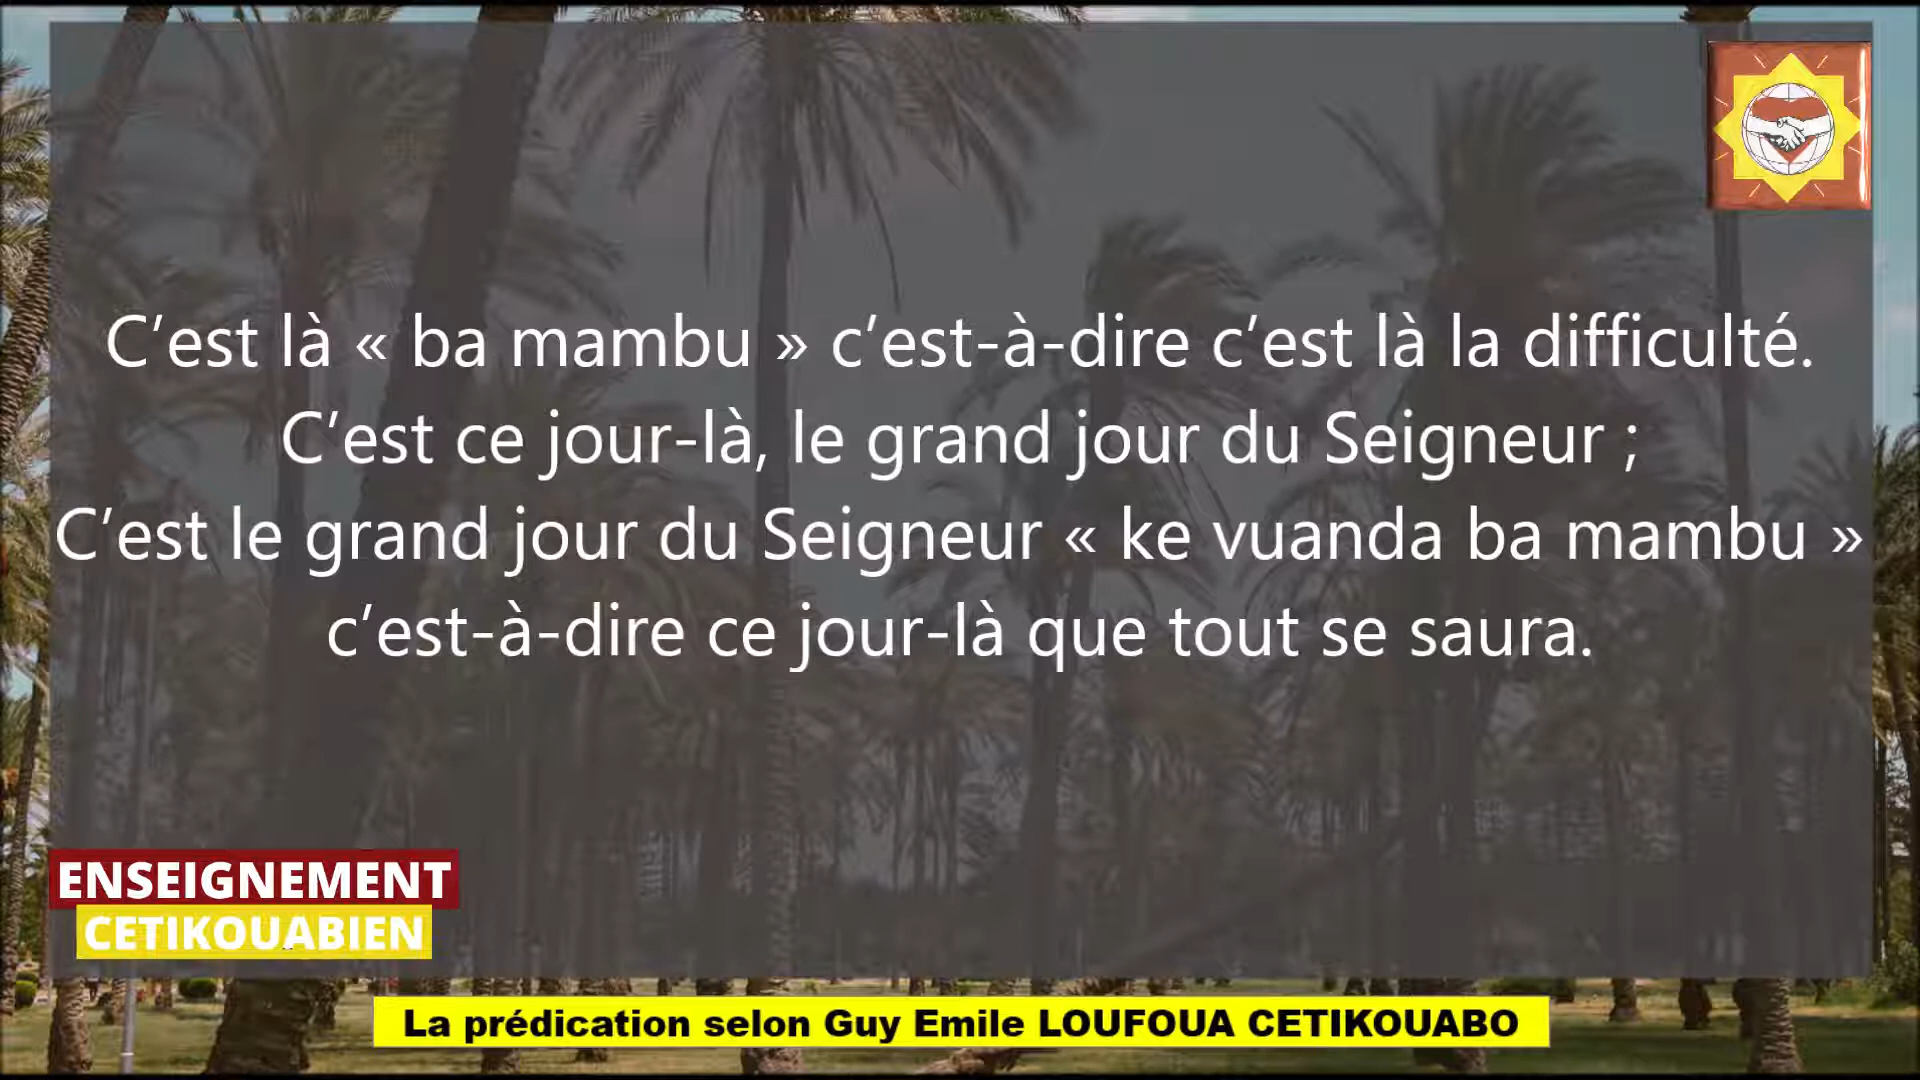 C’est là « ba mambu » c’est-à-dire c’est là la difficulté.
C’est ce jour-là, le grand jour du Seigneur ;
C’est le grand jour du Seigneur « ke vuanda ba mambu »
c’est-à-dire ce jour-là que tout se saura.
ENSEIGNEMENT
CETIKOUABIEN
La prédication selon Guy Emile LOUFOUA CETIKOUABO